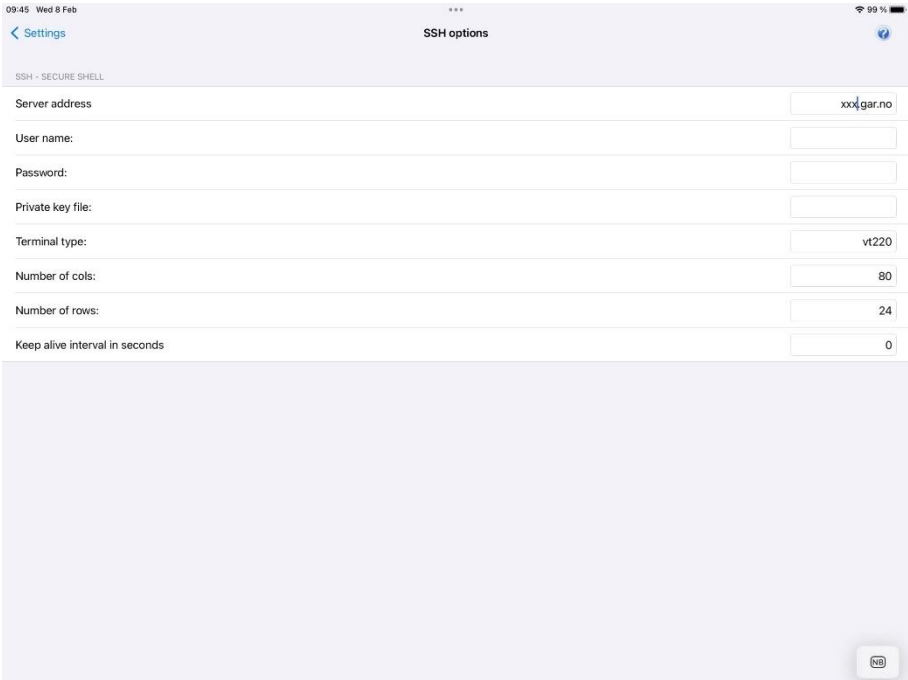 09:45 Wed 8 Feb 99 %
Settings SSH options ?
SSH - SECURE SHELL
Server address xxx.gar.no
User name:
Password:
Private key file:
Terminal type: vt220
Number of cols: 80
Number of rows: 24
Keep alive interval in seconds 0
NB